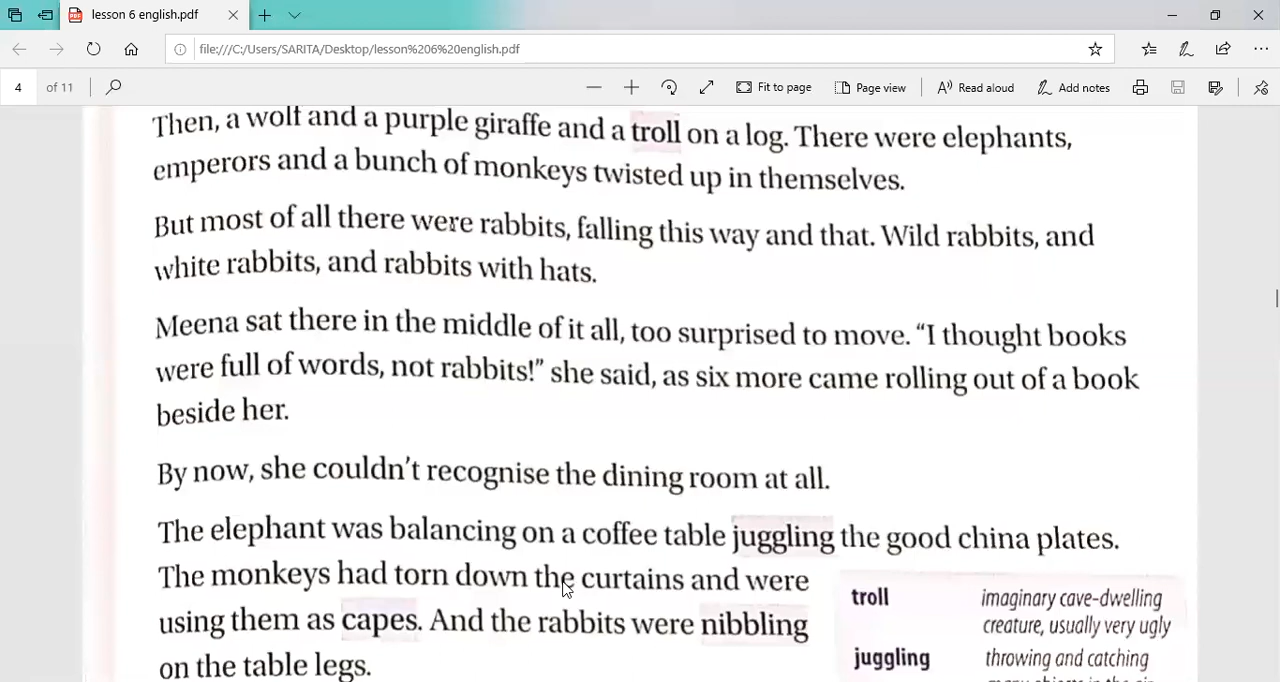 lesson 6 english.pdf
file:///C:/Users/SARITA/Desktop/lesson%206%20english.pdf
4 of 11
Fit to page
Page view
Read aloud
Add notes
Then, a wolf and a purple giraffe and a troll on a log. There were elephants,
emperors and a bunch of monkeys twisted up in themselves.
But most of all there were rabbits, falling this way and that. Wild rabbits, and
white rabbits, and rabbits with hats.
Meena sat there in the middle of it all, too surprised to move. “I thought books
were full of words, not rabbits!” she said, as six more came rolling out of a book
beside her.
By now, she couldn’t recognise the dining room at all.
The elephant was balancing on a coffee table juggling the good china plates.
The monkeys had torn down the curtains and were
using them as capes. And the rabbits were nibbling
on the table legs.
troll imaginary cave-dwelling
creature, usually very ugly
juggling throwing and catching